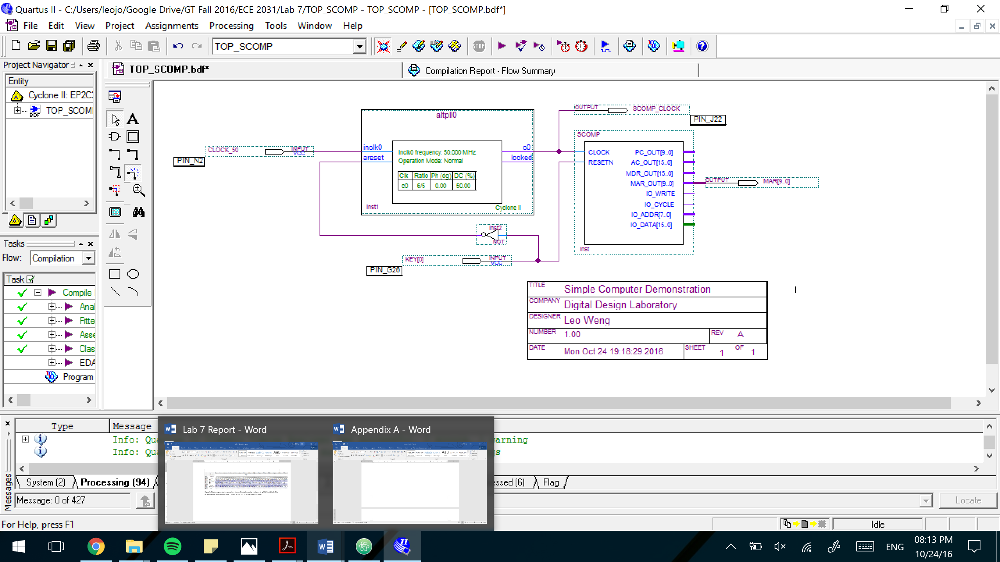 Quartus II - C:/Users/leojo/Google Drive/GT Fall 2016/ECE 2031/Lab 7/TOP_SCOMP - TOP_SCOMP - [TOP_SCOMP.bdf*]
File Edit View Project Assignments Processing Tools Window Help
TOP_SCOMP
STOP
Project Navigator
Entity
Cyclone II: EP2C
TOP_SCOM
BDF
TOP_SCOMP.bdf*
Compilation Report - Flow Summary
altpll0
inclk0
areset
inclk0 frequency: 50.000 MHz
Operation Mode: Normal
Clk Ratio Ph (dg) DC (%)
c0 6/5 0.00 50.00
c0
locked
inst1
Cyclone II
CLOCK_50
INPUT
VCC
PIN_N2
OUTPUT
SCOMP_CLOCK
PIN_J22
SCOMP
CLOCK
RESETN
PC_OUT[9..0]
AC_OUT[15..0]
MDR_OUT[15..0]
MAR_OUT[9..0]
IO_WRITE
IO_CYCLE
IO_ADDR[7..0]
IO_DATA[15..0]
inst
OUTPUT
MAR[9..0]
inst2
NOT
KEY[0]
INPUT
VCC
PIN_G26
TITLE Simple Computer Demonstration
COMPANY Digital Design Laboratory
DESIGNER Leo Weng
NUMBER 1.00 REV A
DATE Mon Oct 24 19:18:29 2016 SHEET 1 OF 1
Tasks
Flow: Compilation
Task
Compile
Anal
Fitte
Asse
Clas
EDA
Program
Type Message
Info: Qu
arning
Info: Qu
gs
System (2) Processing (94)
essed (6) Flag
Messages
Message: 0 of 427
Locate
Lab 7 Report - Word
Appendix A - Word
For Help, press F1
Idle
ENG
08:13 PM
10/24/16